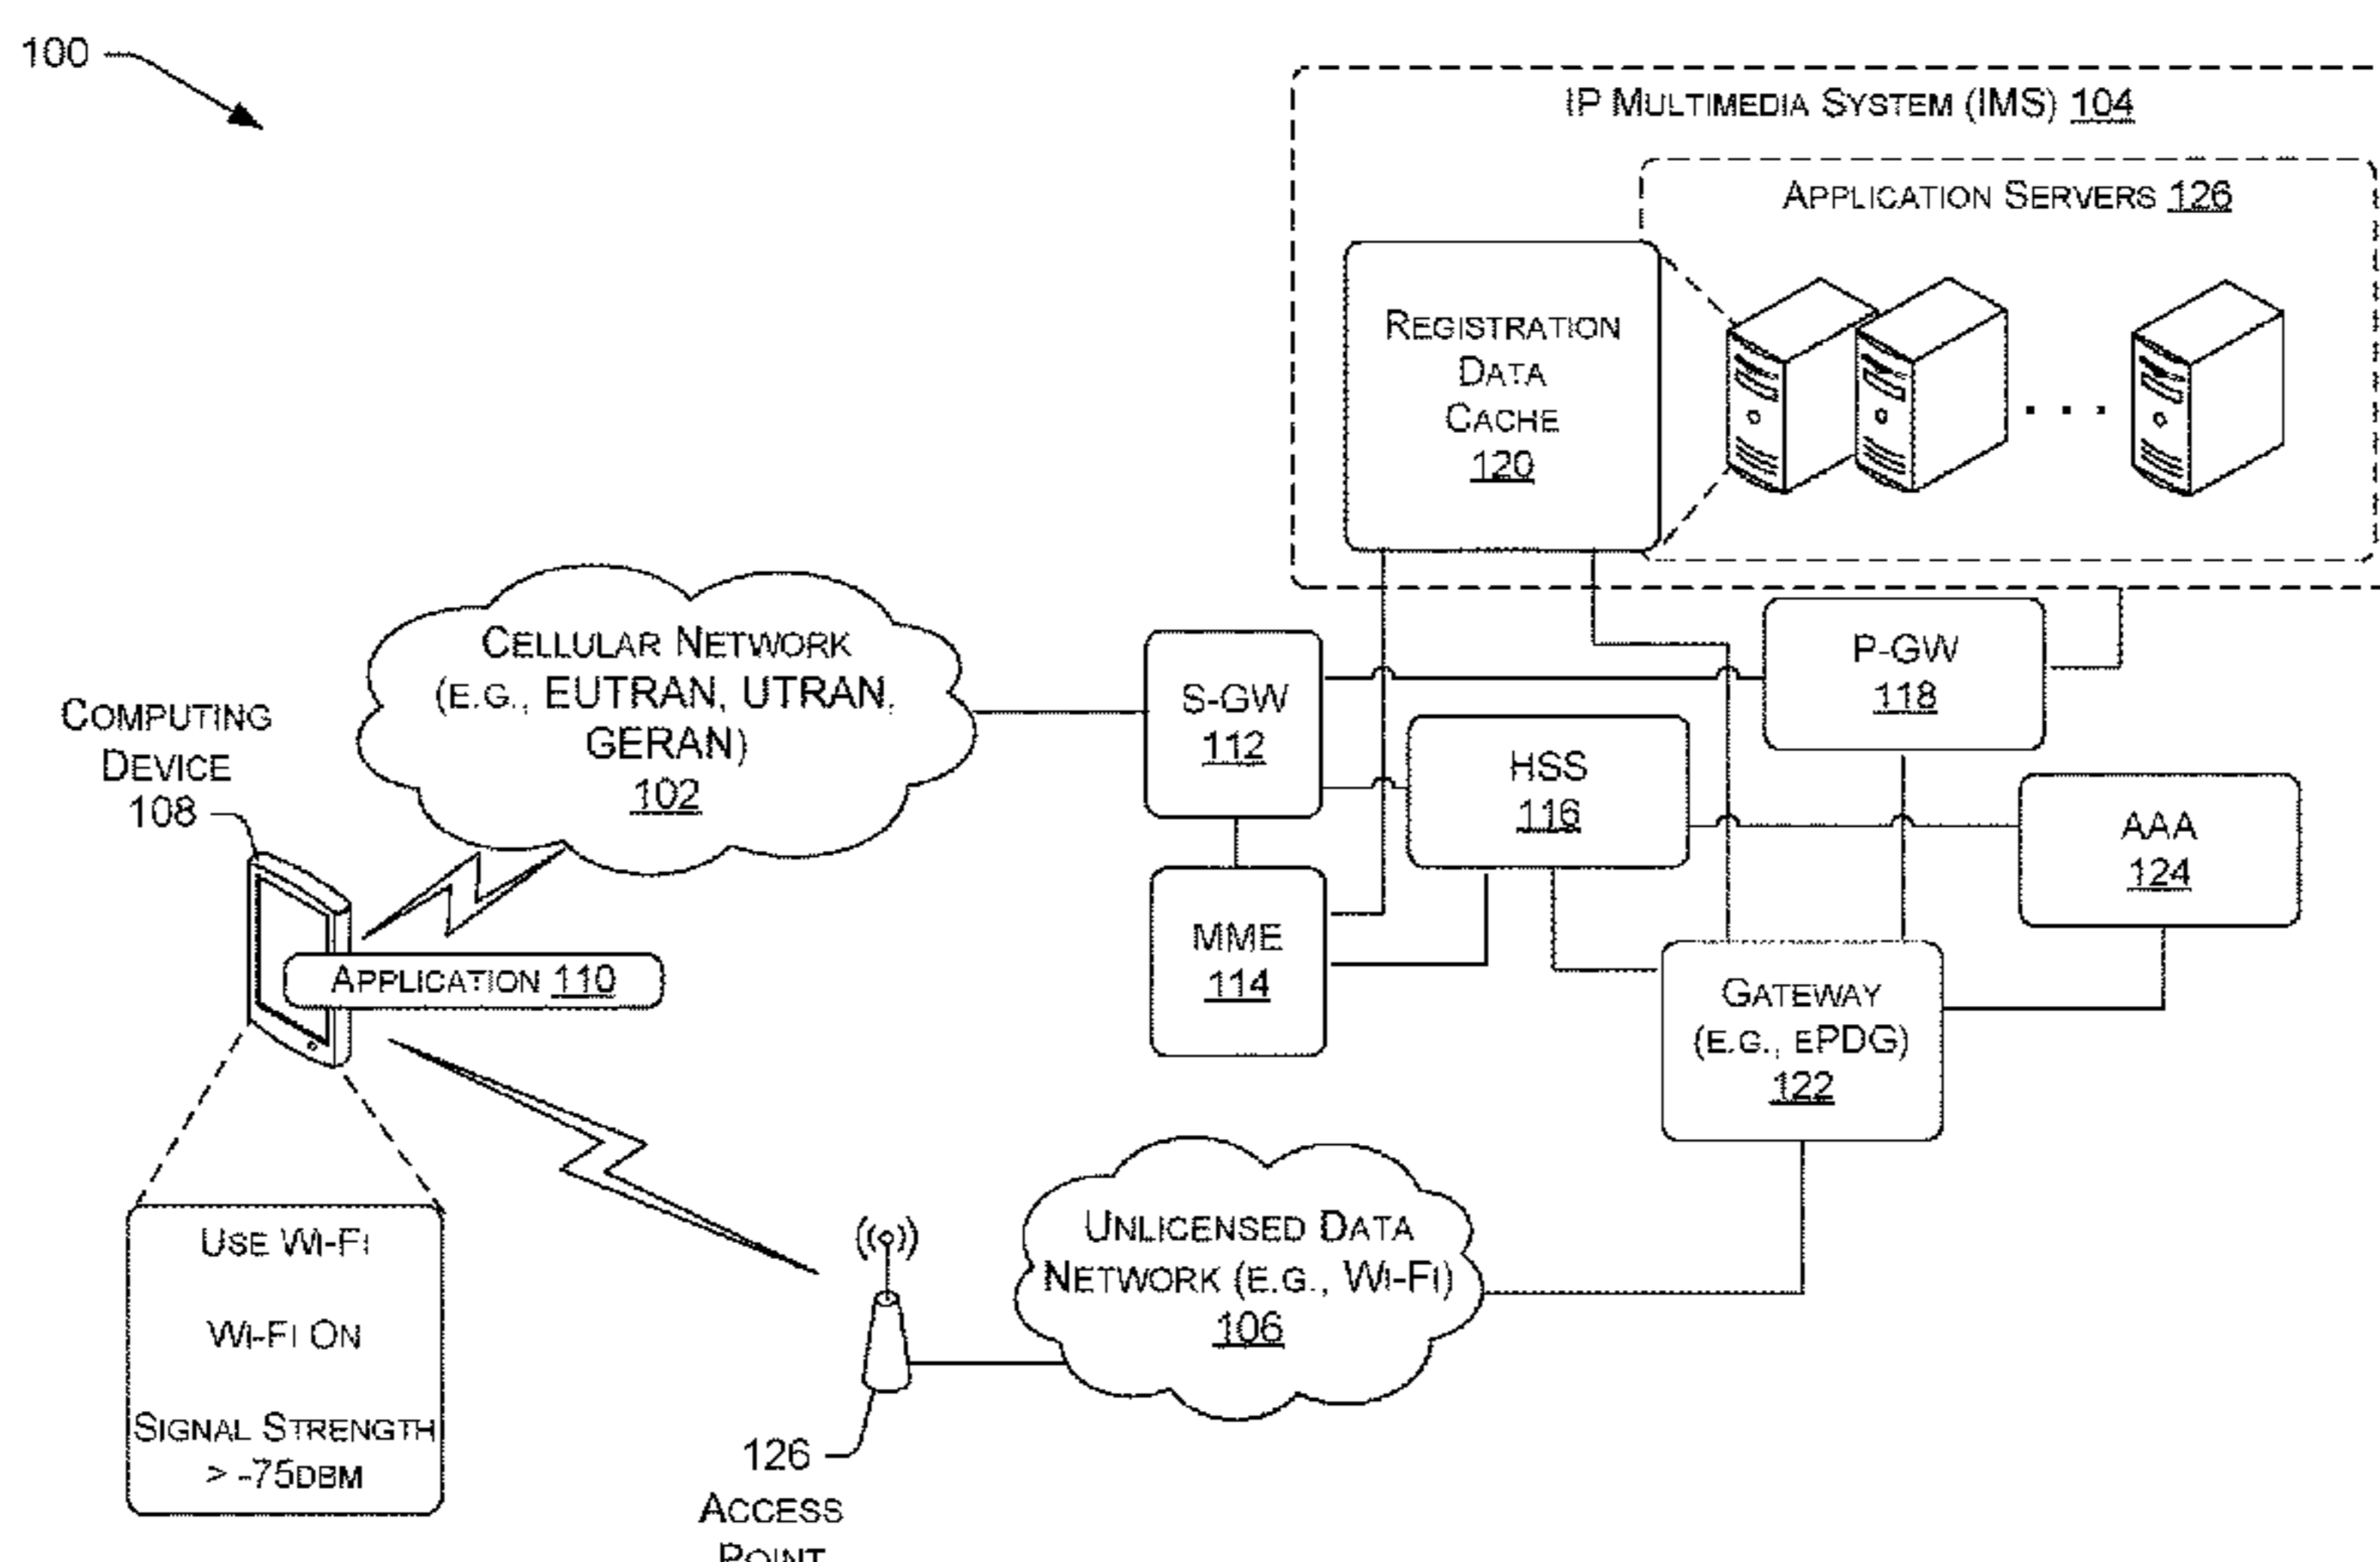 100
IP MULTIMEDIA SYSTEM (IMS) 104
APPLICATION SERVERS 126
REGISTRATION
DATA
CACHE
120
CELLULAR NETWORK
(E.G., EUTRAN, UTRAN,
GERAN)
102
S-GW
112
P-GW
118
HSS
116
AAA
124
COMPUTING
DEVICE
108
MME
114
APPLICATION 110
GATEWAY
(E.G., EPDG)
122
USE WI-FI
WI-FI ON
SIGNAL STRENGTH
> -75DBM
UNLICENSED DATA
NETWORK (E.G., WI-FI)
106
126
ACCESS
POINT